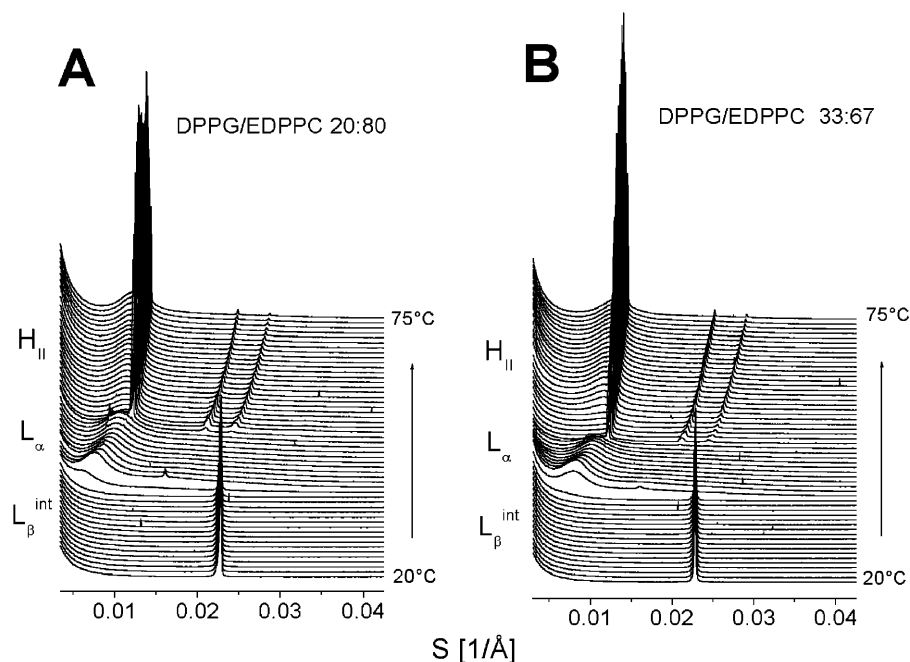 A
DPPG/EDPPC 20:80
75°C
H_II
L_α
L_β^int
20°C
0.01 0.02 0.03 0.04
B
DPPG/EDPPC 33:67
75°C
H_II
L_α
L_β^int
20°C
0.01 0.02 0.03 0.04
S [1/Å]